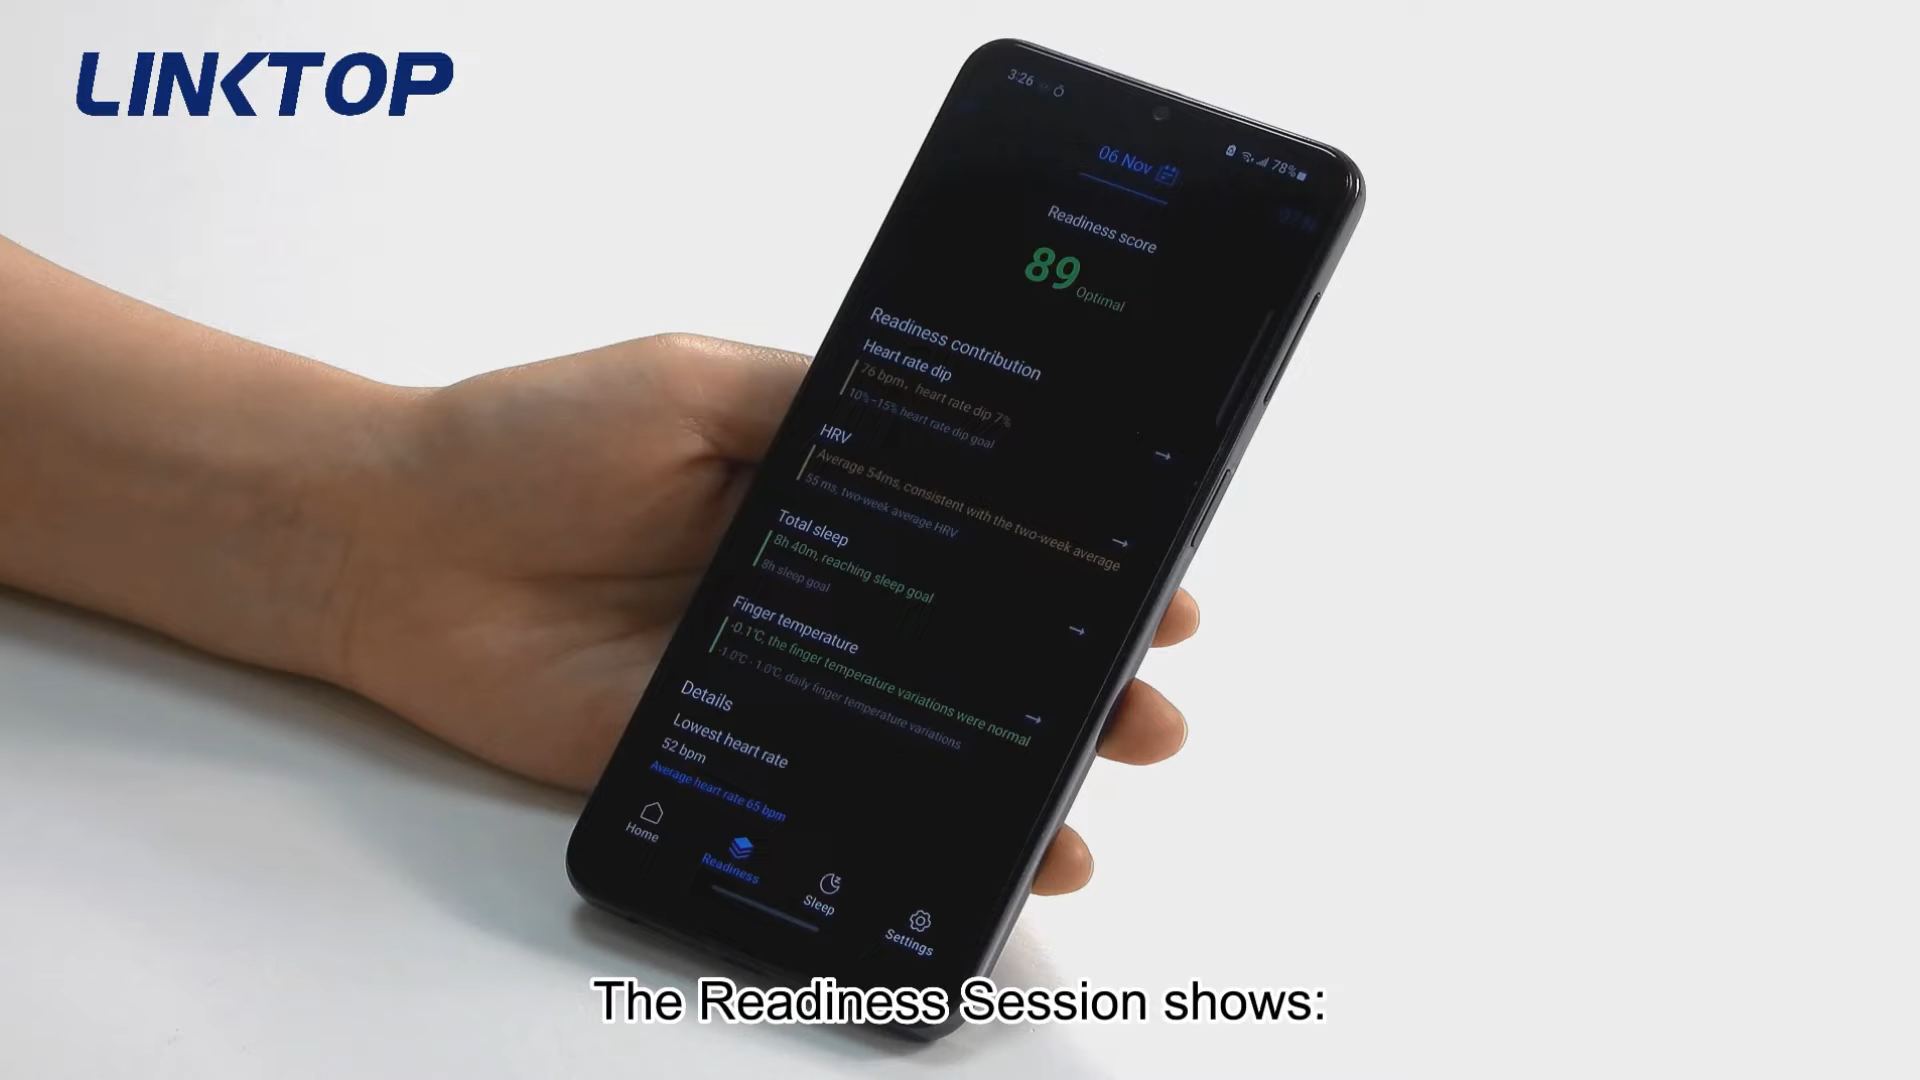 LINKTOP
3:26
78%
06 Nov
Readiness score
89 Optimal
Readiness contribution
Heart rate dip
76 bpm, heart rate dip 7%
10%~15% heart rate dip goal
HRV
Average 54ms, consistent with the two-week average
55 ms, two-week average HRV
Total sleep
8h 40m, reaching sleep goal
8h sleep goal
Finger temperature
-0.1℃, the finger temperature variations were normal
-1.0℃ - 1.0℃, daily finger temperature variations
Details
Lowest heart rate
52 bpm
Average heart rate 65 bpm
Home
Readiness
Sleep
Settings
The Readiness Session shows: